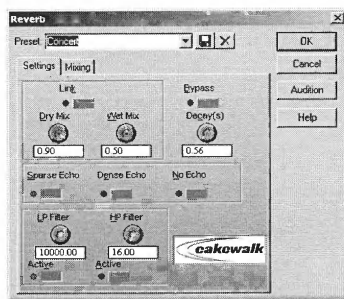 Reverb
Preset: Concert
OK
Settings Mixing
Cancel
Link Bypass
Audition
Dry Mix Wet Mix Decay(s)
Help
0.90 0.50 0.56
Sparse Echo Dense Echo No Echo
LP Filter HP Filter
10000.00 16.00
cakewalk
Active Active